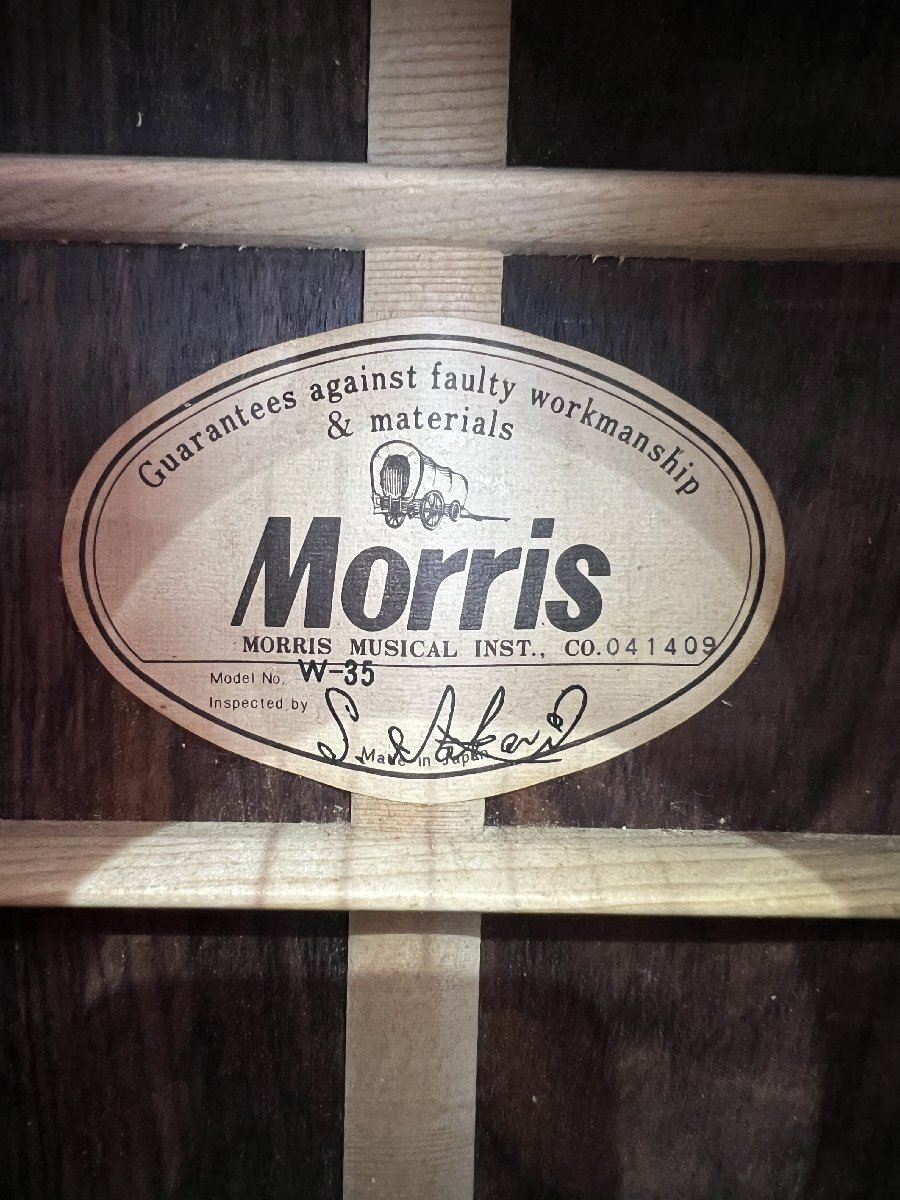 Guarantees against faulty workmanship
& materials
Morris
MORRIS MUSICAL INST., CO. 041409
Model No. W-35
Inspected by
Made in Japan